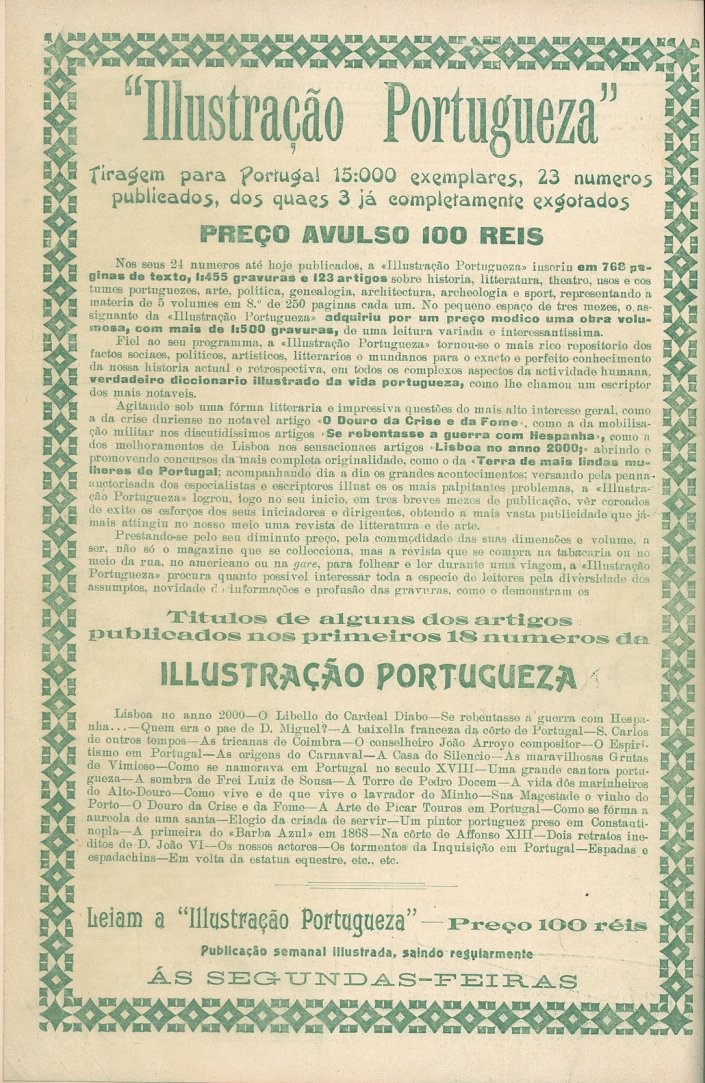 "Illustração Portugueza"
Tiragem para Portugal 15:000 exemplares, 23 numeros
publicados, dos quaes 3 já completamente exgotados
PREÇO AVULSO 100 REIS
Nos seus 24 numeros até hoje publicados, a «Illustração Portugueza» inseriu em 768 pa-
ginas de texto, 1:455 gravuras e 123 artigos sobre historia, litteratura, theatro, usos e cos
tumes portuguezes, arte, politica, genealogia, architectura, archeologia e sport, representando a
materia de 5 volumes em 8.º de 250 paginas cada um. No pequeno espaço de tres mezes, o as-
signante da «Illustração Portugueza» adquiriu por um preço modico uma obra volu-
mosa, com mais de 1:500 gravuras, de uma leitura variada e interessantissima.
Fiel ao seu programma, a «Illustração Portugueza» tornou-se o mais rico repositorio dos
factos sociaes, politicos, artisticos, litterarios e mundanos para o exacto e perfeito conhecimento
da nossa historia actual e retrospectiva, em todos os complexos aspectos da actividade humana,
verdadeiro diccionario illustrado da vida portugueza, como lhe chamou um escriptor
dos mais notaveis.
Agitando sob uma fórma litteraria e impressiva questões do mais alto interesse geral, como
a da crise duriense no notavel artigo «O Douro da Crise e da Fome», como a da mobilisa-
ção militar nos discutidissimos artigos «Se rebentasse a guerra com Hespanha», como a
dos melhoramentos de Lisboa nos sensacionaes artigos «Lisboa no anno 2000;» abrindo e
promovendo concursos da mais completa originalidade, como o da «Terra de mais lindas mu-
lheres de Portugal; acompanhando dia a dia os grandes acontecimentos; versando pela penna
auctorisada dos especialistas e escriptores illust es os mais palpitantes problemas, a «Illustra-
ção Portugueza» logrou, logo no seu inicio, em tres breves mezes de publicação, vêr coroados
de exito os esforços dos seus iniciadores e dirigentes, obtendo a mais vasta publicidade que já-
mais attingiu no nosso meio uma revista de litteratura e de arte.
Prestando-se pelo seu diminuto preço, pela commodidade das suas dimensões e volume, a
ser, não só o magazine que se collecciona, mas a revista que se compra na tabacaria ou no
meio da rua, no americano ou na gare, para folhear e ler durante uma viagem, a «Illustração
Portugueza» procura quanto possivel interessar toda a especie de leitores pela diversidade dos
assumptos, novidade informações e profusão das gravuras, como o demonstram os
Titulos de alguns dos artigos
publicados nos primeiros 18 numeros da
ILLUSTRAÇÃO PORTUGUEZA
Lisboa no anno 2000—O Libello do Cardeal Diabo—Se rebentasse a guerra com Hespa-
nha...—Quem era o pae de D. Miguel?—A baixella franceza da côrte de Portugal—S. Carlos
de outros tempos—As tricanas de Coimbra—O conselheiro João Arroyo compositor—O Espiri-
tismo em Portugal—As origens do Carnaval—A Casa do Silencio—As maravilhosas Grutas
de Vimioso—Como se namorava em Portugal no seculo XVIII—Uma grande cantora portu-
gueza—A sombra de Frei Luiz de Sousa—A Torre de Pedro Docem—A vida dos marinheiros
do Alto-Douro—Como vive e de que vive o lavrador do Minho—Sua Magestade o vinho do
Porto—O Douro da Crise e da Fome—A Arte de Picar Touros em Portugal—Como se fórma a
aureola de uma santa—Elogio da criada de servir—Um pintor portuguez preso em Constanti-
nopla—A primeira do «Barba Azul» em 1868—Na côrte de Affonso XIII—Dois retratos ine-
ditos de D. João VI—Os nossos actores—Os tormentos da Inquisição em Portugal—Espadas e
espadachins—Em volta da estatua equestre, etc., etc.
Leiam a "Illustração Portugueza"—Preço 100 réis
Publicação semanal illustrada, saindo regularmente
ÁS SEGUNDAS-FEIRAS